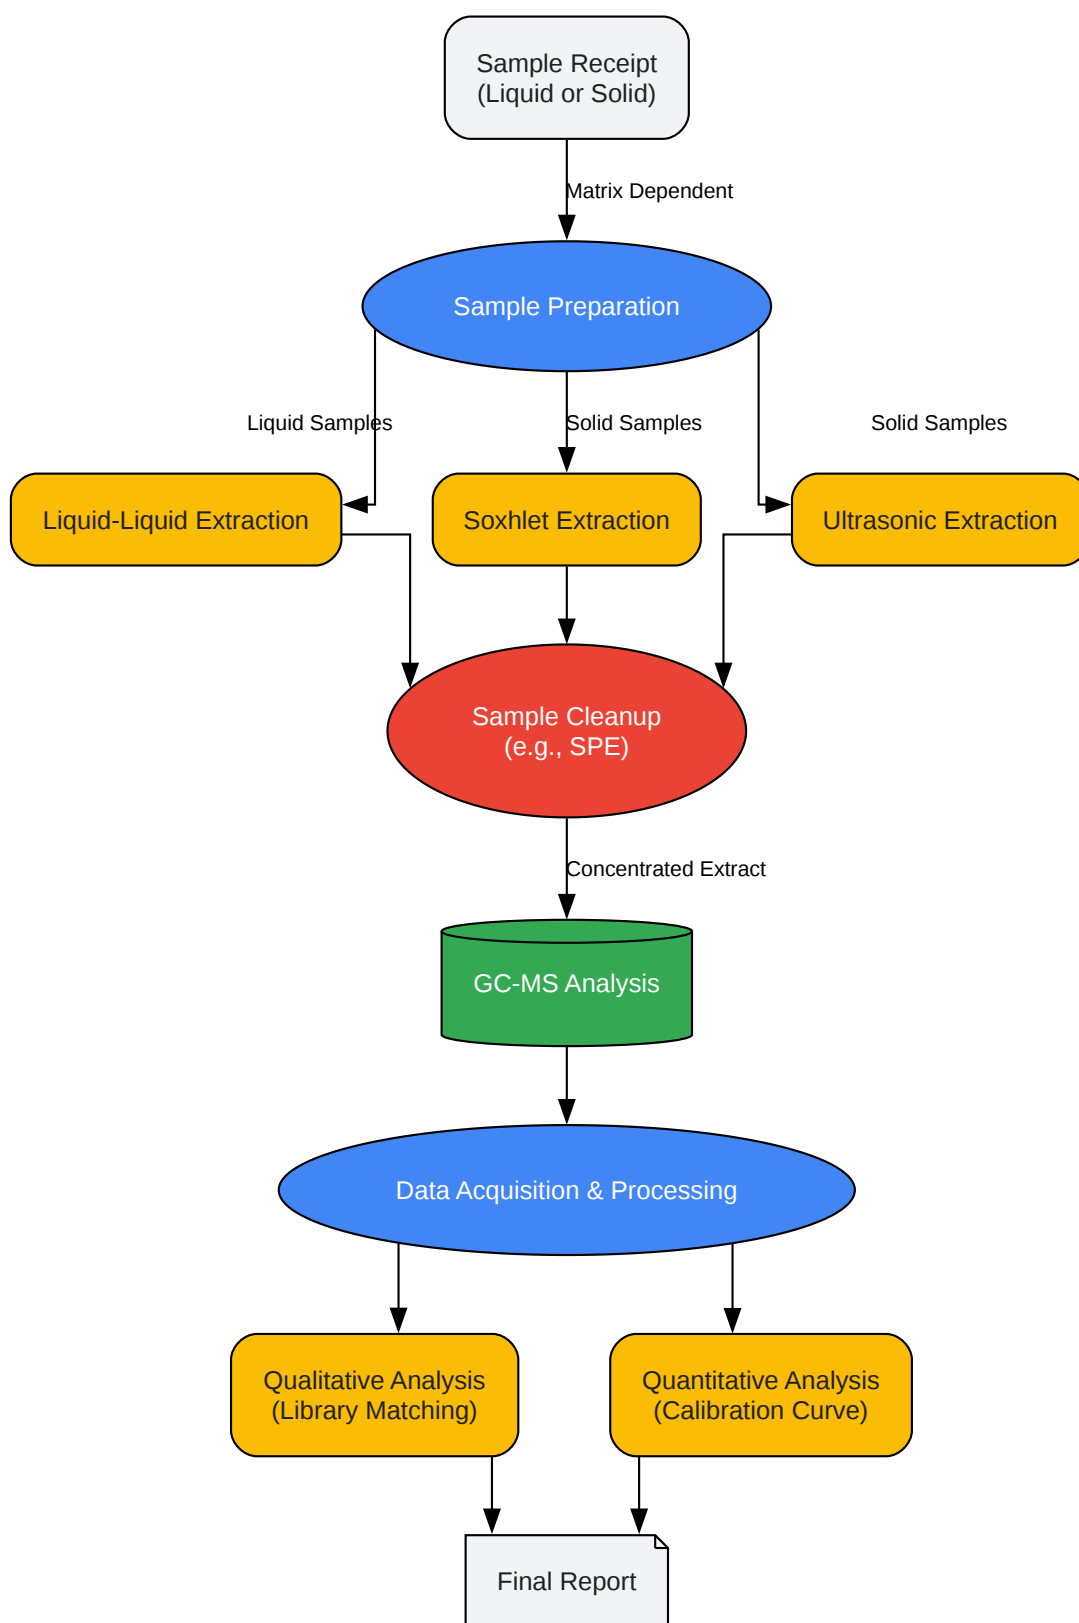 Sample Receipt
(Liquid or Solid)
Matrix Dependent
Sample Preparation
Liquid Samples
Solid Samples
Solid Samples
Liquid-Liquid Extraction
Soxhlet Extraction
Ultrasonic Extraction
Sample Cleanup
(e.g., SPE)
Concentrated Extract
GC-MS Analysis
Data Acquisition & Processing
Qualitative Analysis
(Library Matching)
Quantitative Analysis
(Calibration Curve)
Final Report